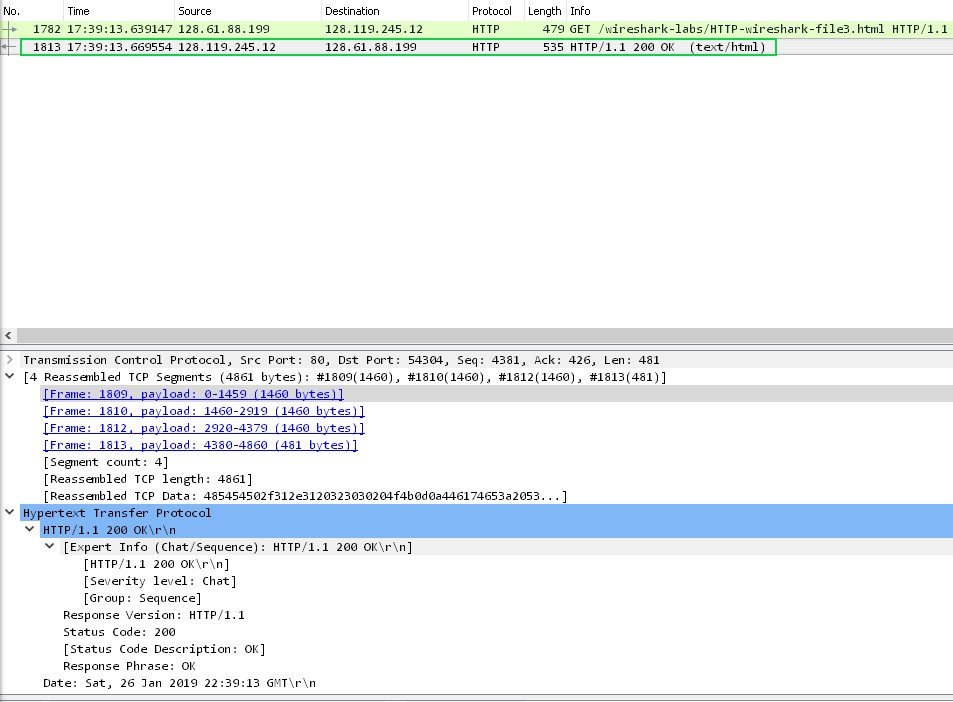 No. Time Source Destination Protocol Length Info
1782 17:39:13.639147 128.61.88.199 128.119.245.12 HTTP 479 GET /wireshark-labs/HTTP-wireshark-file3.html HTTP/1.1
1813 17:39:13.669554 128.119.245.12 128.61.88.199 HTTP 535 HTTP/1.1 200 OK (text/html)
Transmission Control Protocol, Src Port: 80, Dst Port: 54304, Seq: 4381, Ack: 426, Len: 481
[4 Reassembled TCP Segments (4861 bytes): #1809(1460), #1810(1460), #1812(1460), #1813(481)]
[Frame: 1809, payload: 0-1459 (1460 bytes)]
[Frame: 1810, payload: 1460-2919 (1460 bytes)]
[Frame: 1812, payload: 2920-4379 (1460 bytes)]
[Frame: 1813, payload: 4380-4860 (481 bytes)]
[Segment count: 4]
[Reassembled TCP length: 4861]
[Reassembled TCP Data: 485454502f312e3120323030204f4b0d0a446174653a2053...]
Hypertext Transfer Protocol
HTTP/1.1 200 OK\r\n
[Expert Info (Chat/Sequence): HTTP/1.1 200 OK\r\n]
[HTTP/1.1 200 OK\r\n]
[Severity level: Chat]
[Group: Sequence]
Response Version: HTTP/1.1
Status Code: 200
[Status Code Description: OK]
Response Phrase: OK
Date: Sat, 26 Jan 2019 22:39:13 GMT\r\n